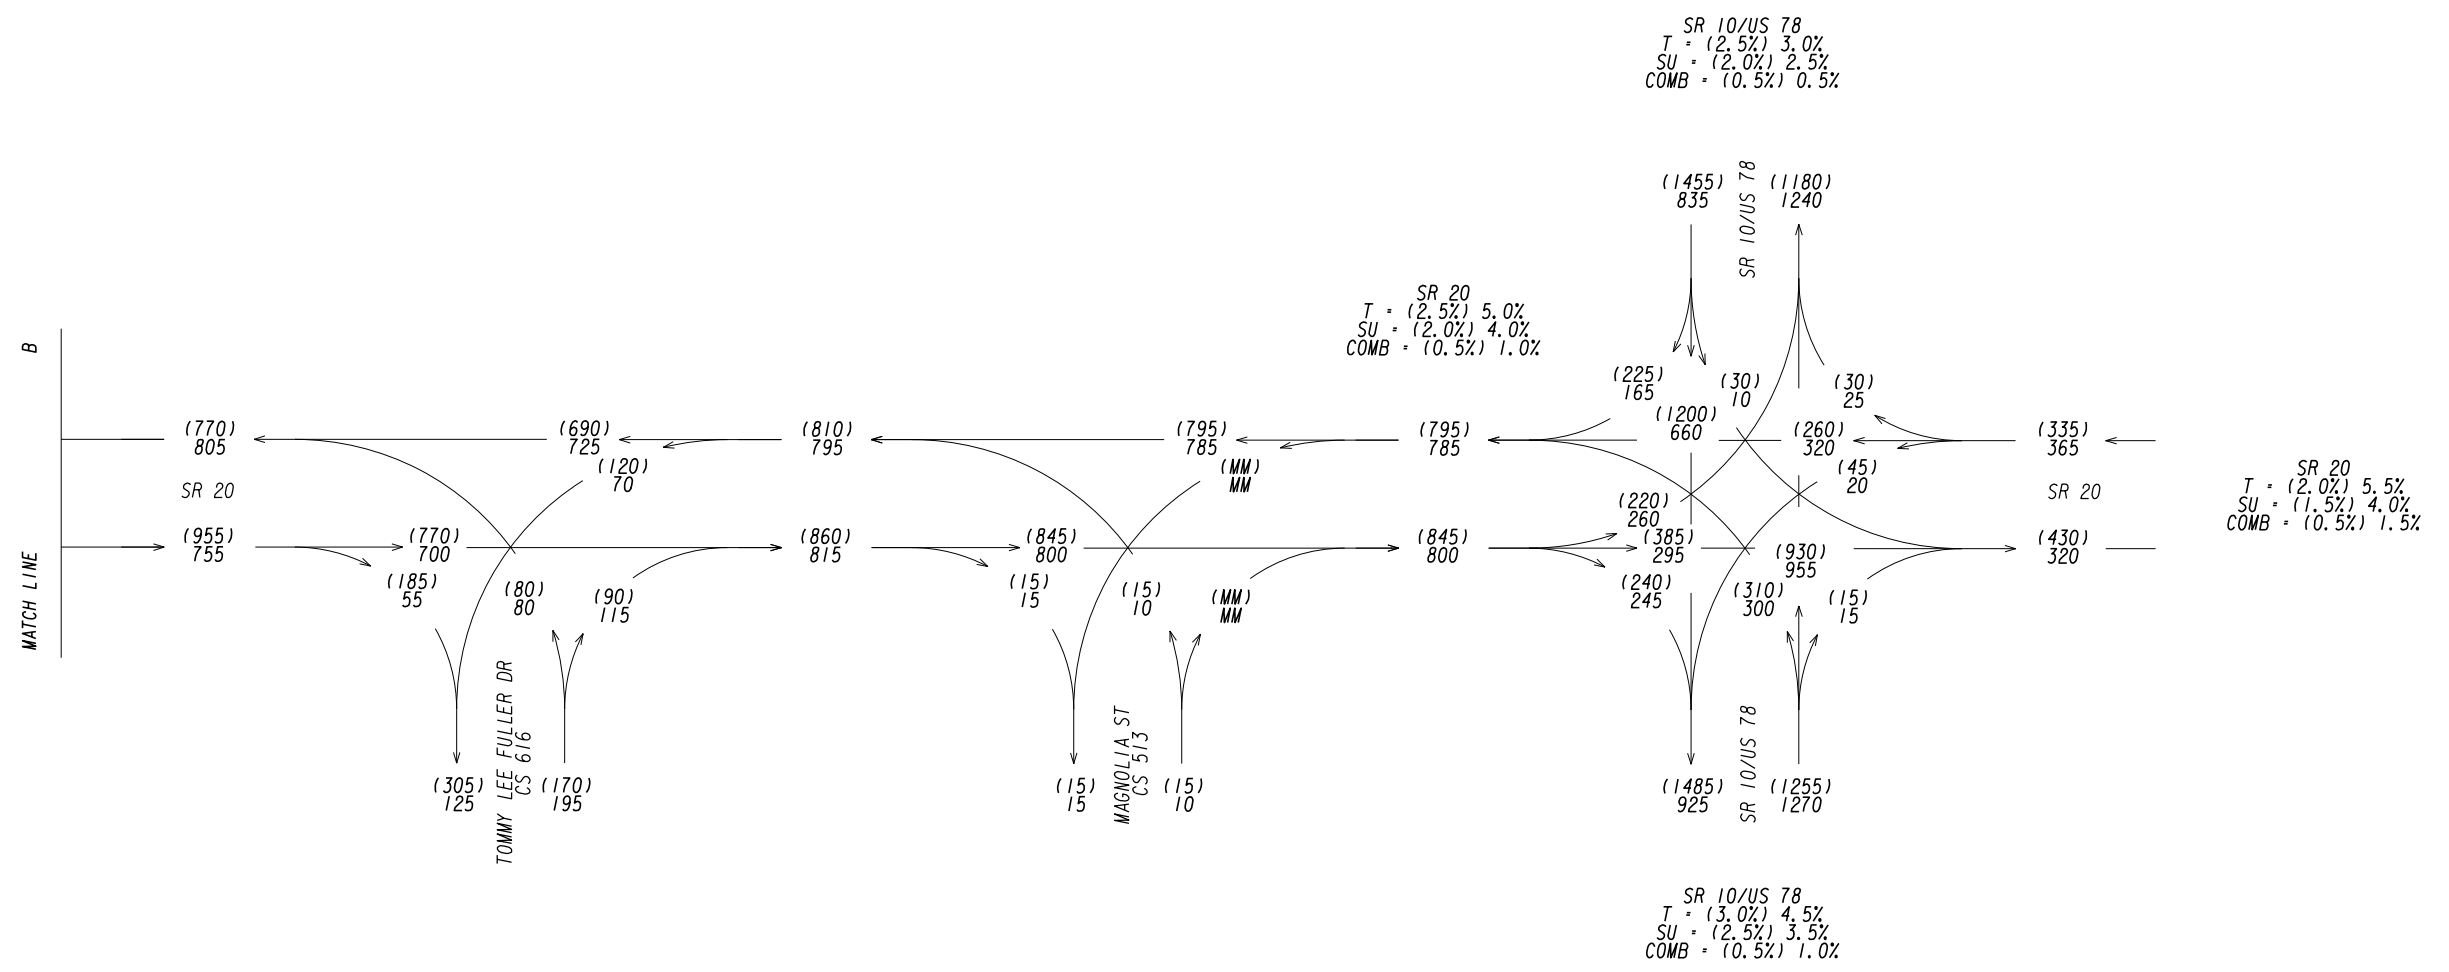 SR 10/US 78
T = (2.5%) 3.0%
SU = (2.0%) 2.5%
COMB = (0.5%) 0.5%
(1455)
835
SR 10/US 78
(1180)
1240
SR 20
T = (2.5%) 5.0%
SU = (2.0%) 4.0%
COMB = (0.5%) 1.0%
B
MATCH LINE
(770)
805
SR 20
(955)
755
(690)
725
(120)
70
(770)
700
(185)
55
(80)
80
(90)
115
(305)
125
TOMMY LEE FULLER DR
CS 616
(170)
195
(810)
795
(860)
815
(795)
785
(MM)
MM
(845)
800
(15)
15
(15)
10
(MM)
MM
(15)
15
MAGNOLIA ST
CS 513
(15)
10
(795)
785
(845)
800
(225)
165
(1200)
660
(30)
10
(30)
25
(260)
320
(45)
20
(220)
260
(385)
295
(240)
245
(930)
955
(310)
300
(15)
15
(335)
365
SR 20
(430)
320
SR 20
T = (2.0%) 5.5%
SU = (1.5%) 4.0%
COMB = (0.5%) 1.5%
(1485)
925
SR 10/US 78
(1255)
1270
SR 10/US 78
T = (3.0%) 4.5%
SU = (2.5%) 3.5%
COMB = (0.5%) 1.0%